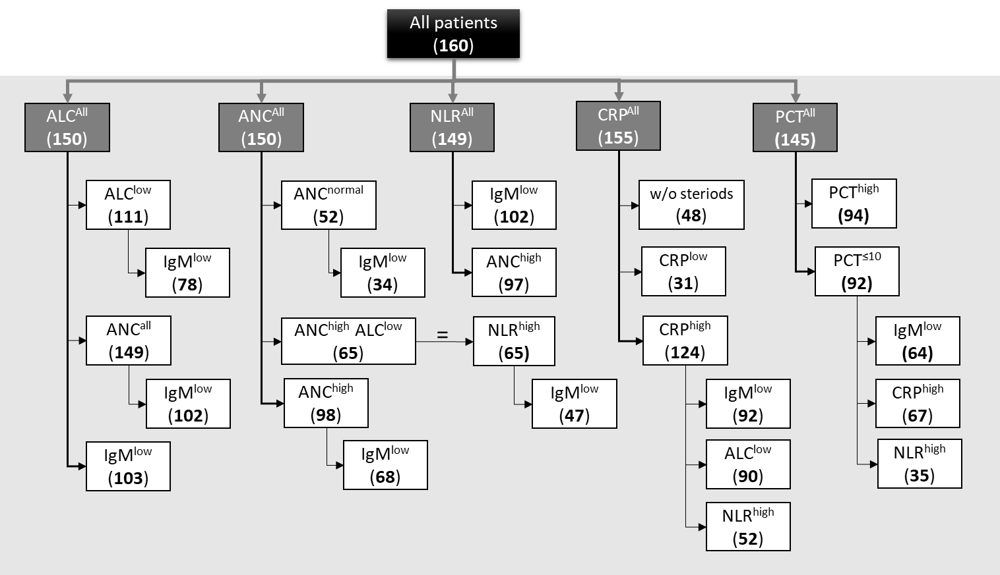 All patients
(160)
ALCAll
(150)
ANCAll
(150)
NLRAll
(149)
CRPAll
(155)
PCTAll
(145)
ALClow
(111)
IgMlow
(78)
ANCall
(149)
IgMlow
(102)
IgMlow
(103)
ANCnormal
(52)
IgMlow
(34)
ANChigh ALClow
(65)
=
ANChigh
(98)
IgMlow
(68)
IgMlow
(102)
ANChigh
(97)
NLRhigh
(65)
IgMlow
(47)
w/o steriods
(48)
CRPlow
(31)
CRPhigh
(124)
IgMlow
(92)
ALClow
(90)
NLRhigh
(52)
PCThigh
(94)
PCT≤10
(92)
IgMlow
(64)
CRPhigh
(67)
NLRhigh
(35)